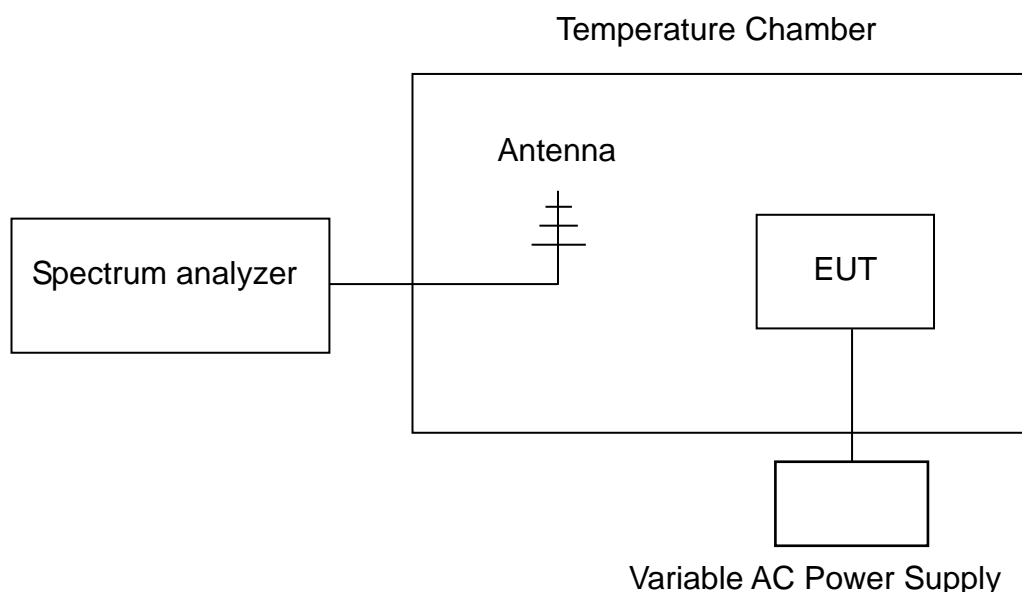 Temperature Chamber
Antenna
Spectrum analyzer
EUT
Variable AC Power Supply